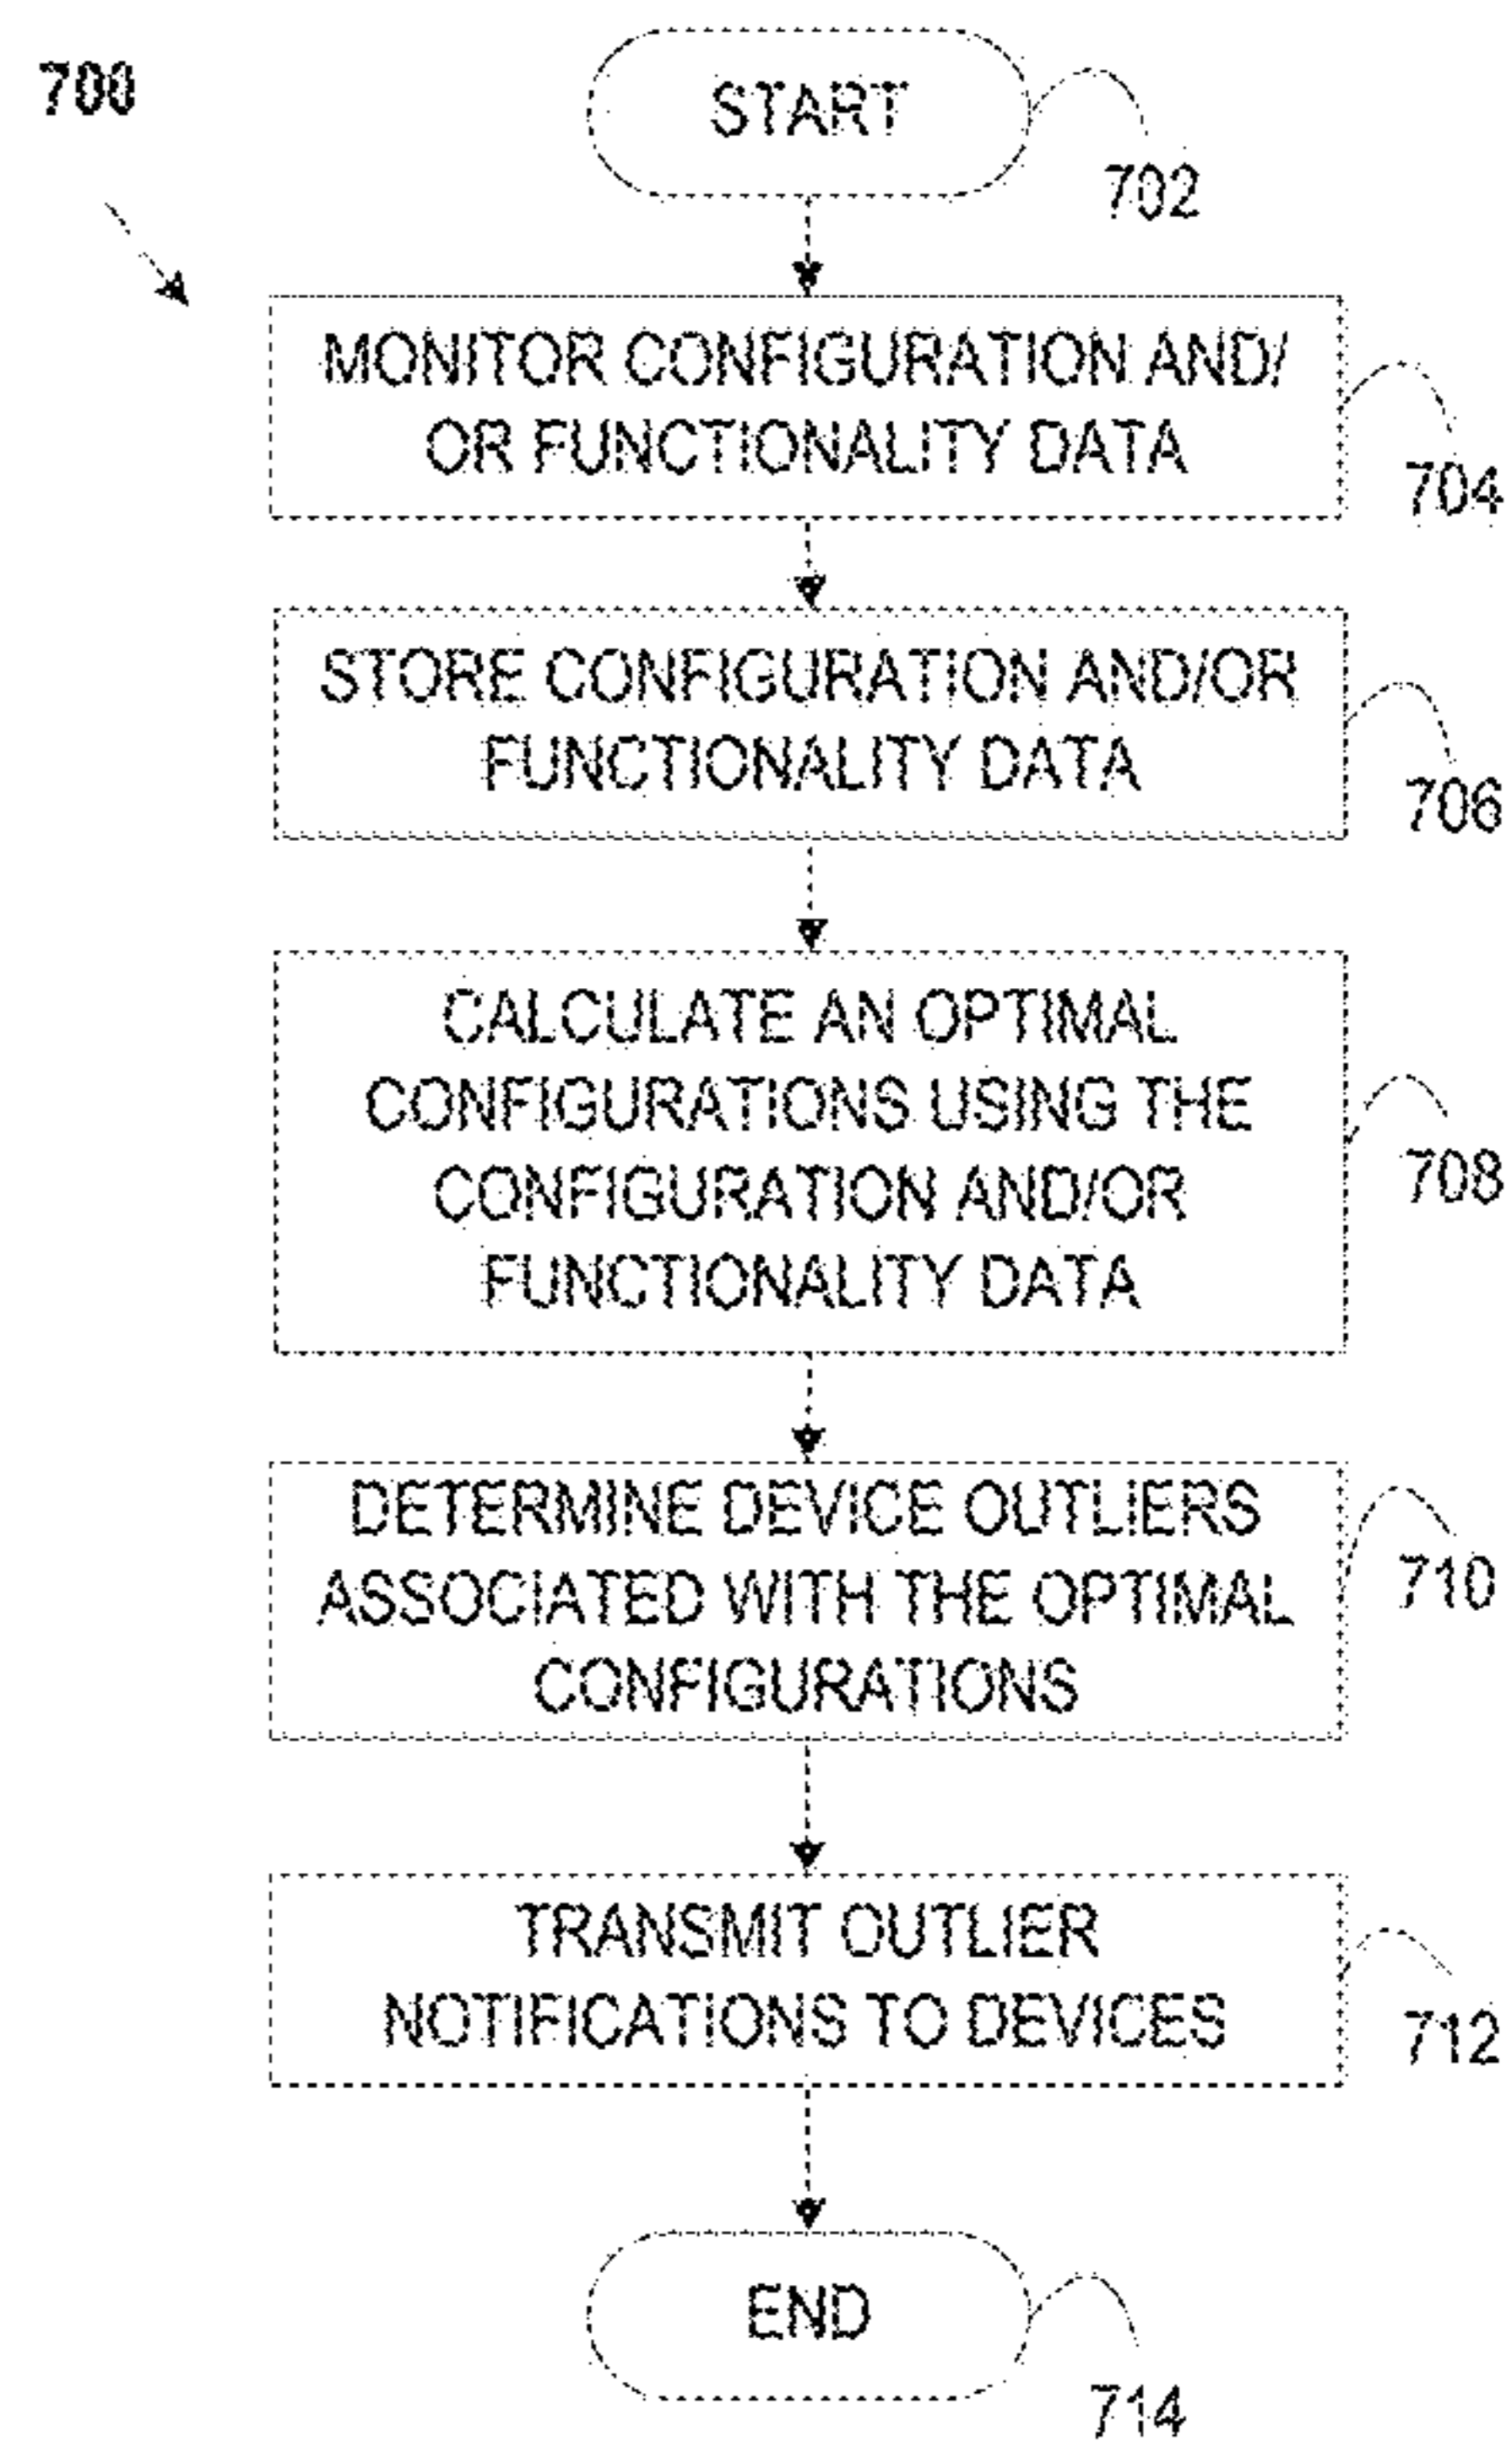 700
START
702
MONITOR CONFIGURATION AND/
OR FUNCTIONALITY DATA
704
STORE CONFIGURATION AND/OR
FUNCTIONALITY DATA
706
CALCULATE AN OPTIMAL
CONFIGURATIONS USING THE
CONFIGURATION AND/OR
FUNCTIONALITY DATA
708
DETERMINE DEVICE OUTLIERS
ASSOCIATED WITH THE OPTIMAL
CONFIGURATIONS
710
TRANSMIT OUTLIER
NOTIFICATIONS TO DEVICES
712
END
714